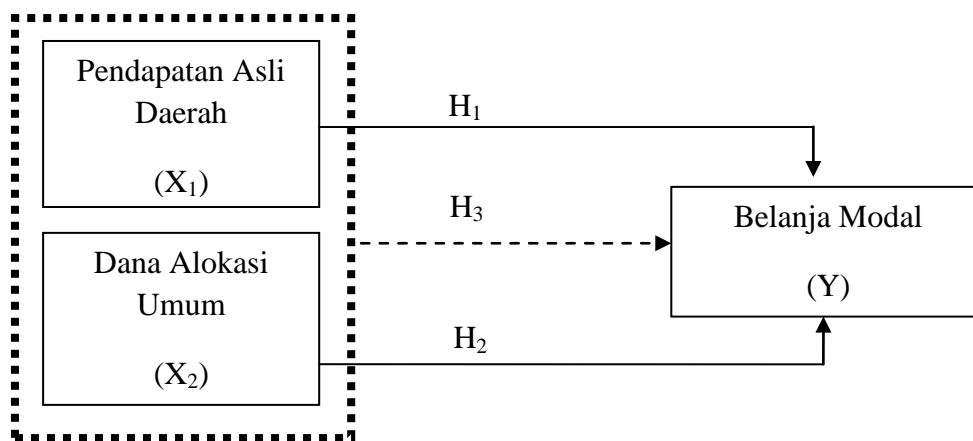 Pendapatan Asli
Daerah
(X₁)
H₁
H₃
Belanja Modal
(Y)
Dana Alokasi
Umum
(X₂)
H₂